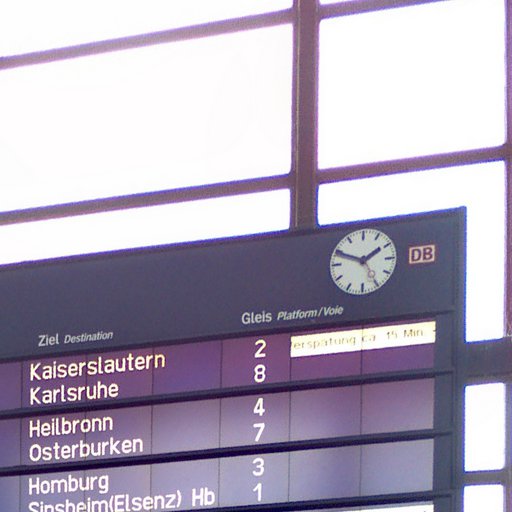 DB
Gleis Platform/Voie
Ziel Destination
Kaiserslautern 2 Verspätung ca. 15 Min.
Karlsruhe 8
Heilbronn 4
Osterburken 7
Homburg 3
Sinsheim(Elsenz) Hb 1